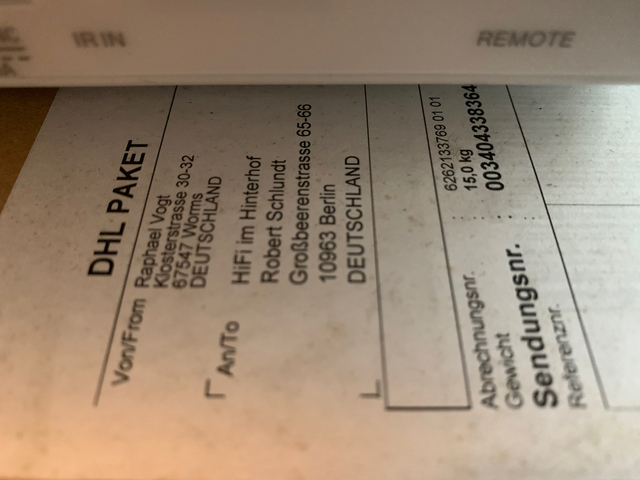 IR IN
REMOTE
DHL PAKET
Von/From Raphael Vogt
Klosterstrasse 30-32
67547 Worms
DEUTSCHLAND
An/To HiFi im Hinterhof
Robert Schlundt
Großbeerenstrasse 65-66
10963 Berlin
DEUTSCHLAND
Abrechnungsnr. : 6262133769 01 01
Gewicht : 15,0 kg
Sendungsnr. : 003404338364
Referenznr. :